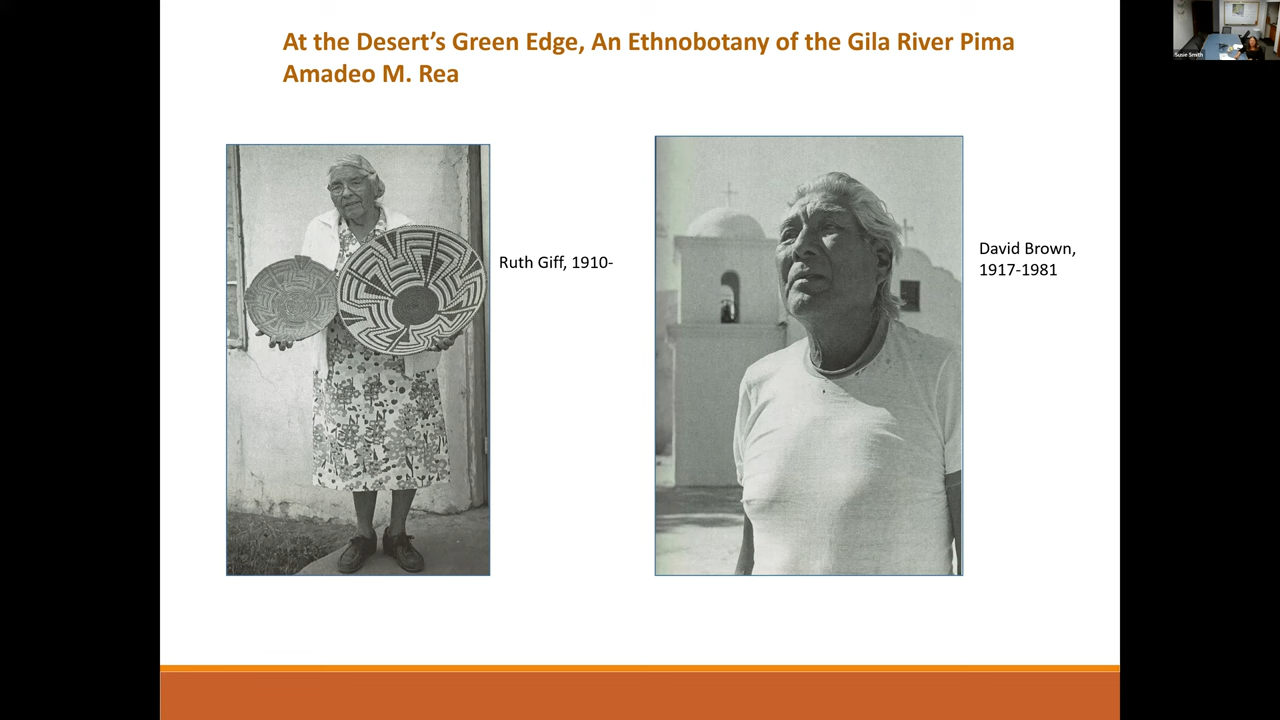 At the Desert's Green Edge, An Ethnobotany of the Gila River Pima
Amadeo M. Rea
Ruth Giff, 1910-
David Brown,
1917-1981
Susie Smith